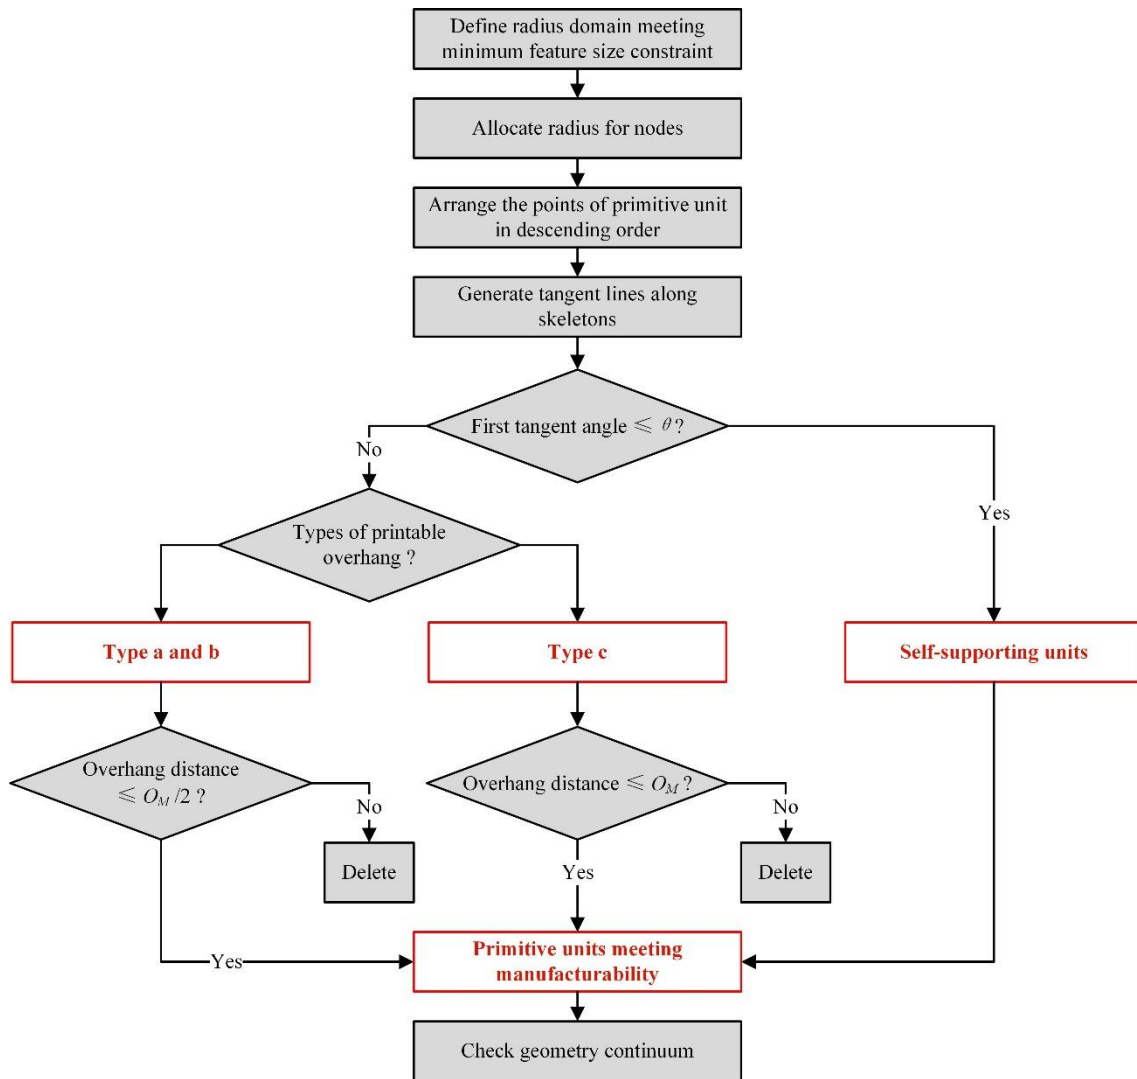 Define radius domain meeting
minimum feature size constraint
Allocate radius for nodes
Arrange the points of primitive unit
in descending order
Generate tangent lines along
skeletons
First tangent angle ≤ θ?
No
Yes
Types of printable
overhang ?
Type a and b
Type c
Self-supporting units
Overhang distance
≤ O_M /2 ?
No
Delete
Overhang distance ≤ O_M ?
No
Delete
Yes
Yes
Primitive units meeting
manufacturability
Check geometry continuum